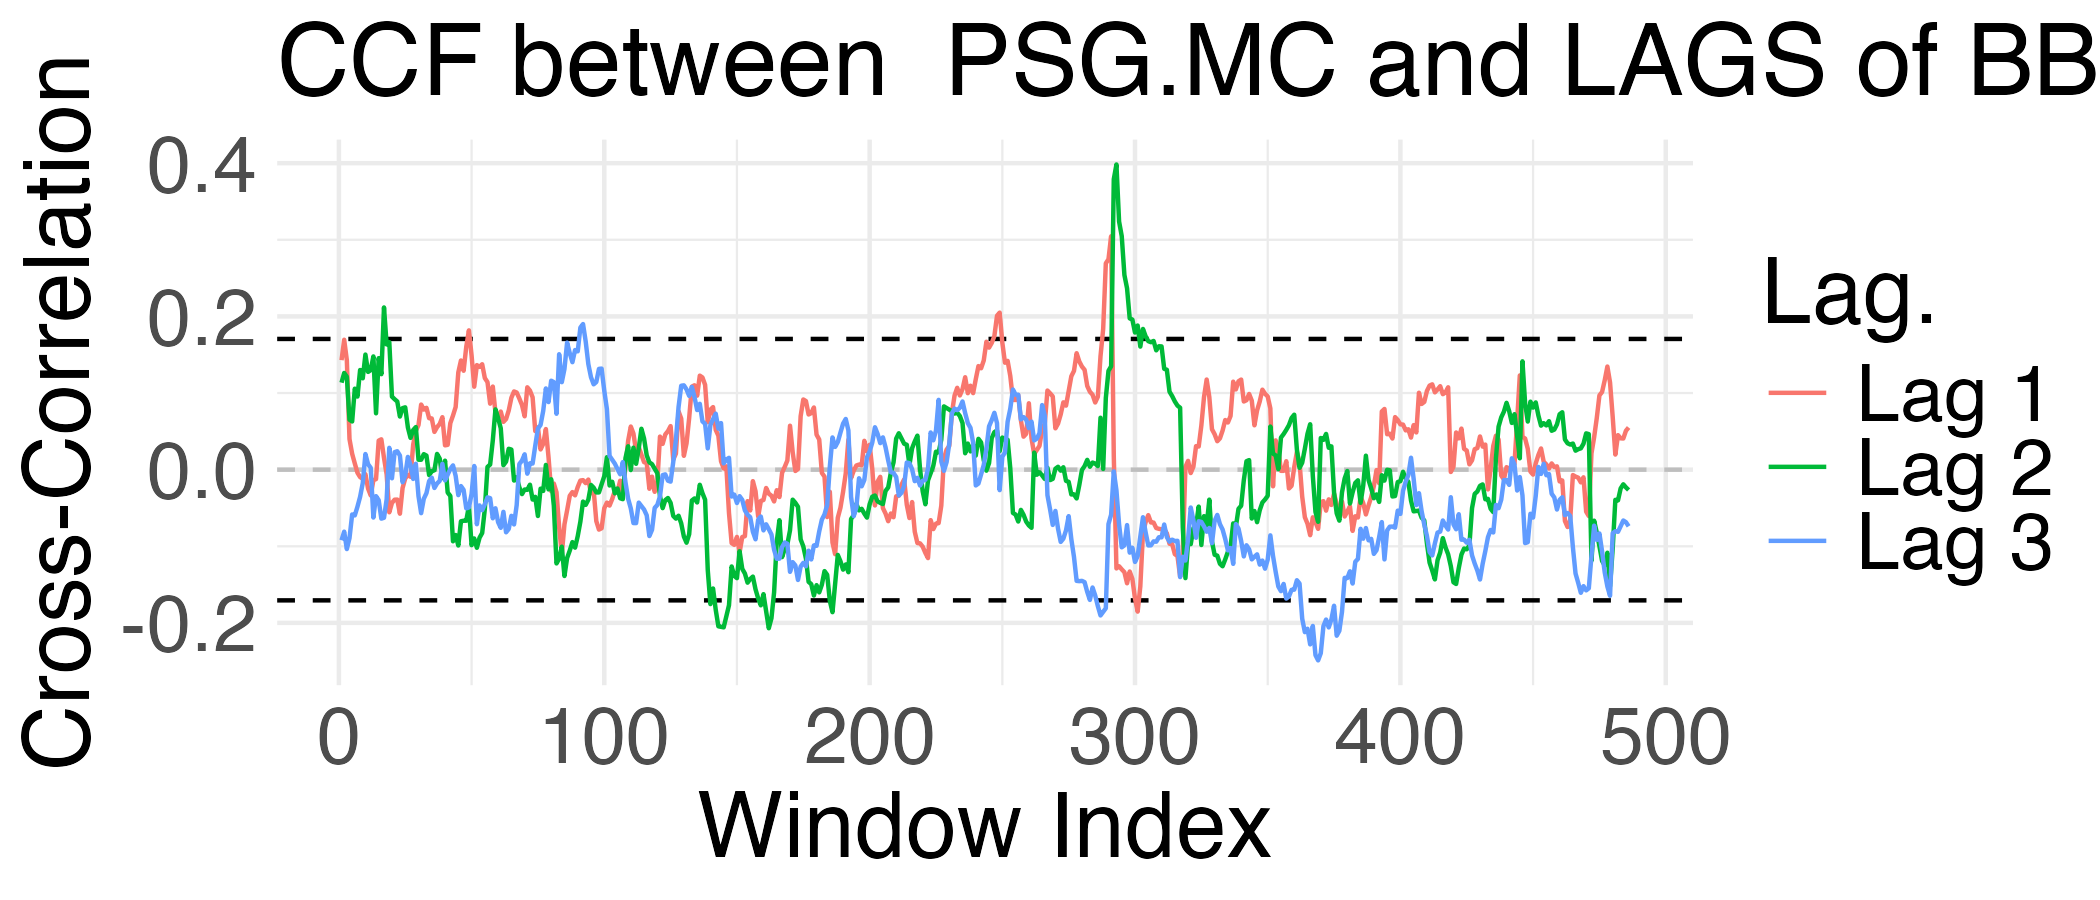 CCF between  PSG.MC and LAGS of BB
Cross-Correlation
0.4
0.2
0.0
-0.2
0
100
200
300
400
500
Window Index
Lag.
Lag 1
Lag 2
Lag 3